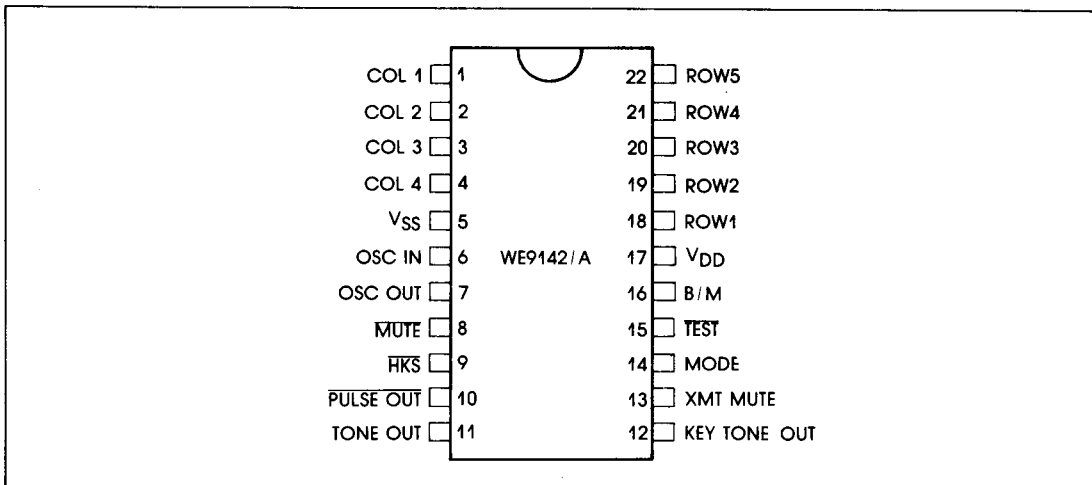 COL 1 1 22 ROW5
COL 2 2 21 ROW4
COL 3 3 20 ROW3
COL 4 4 19 ROW2
VSS 5 18 ROW1
OSC IN 6 WE9142/A 17 VDD
OSC OUT 7 16 B/M
MUTE 8 15 TEST
HKS 9 14 MODE
PULSE OUT 10 13 XMT MUTE
TONE OUT 11 12 KEY TONE OUT